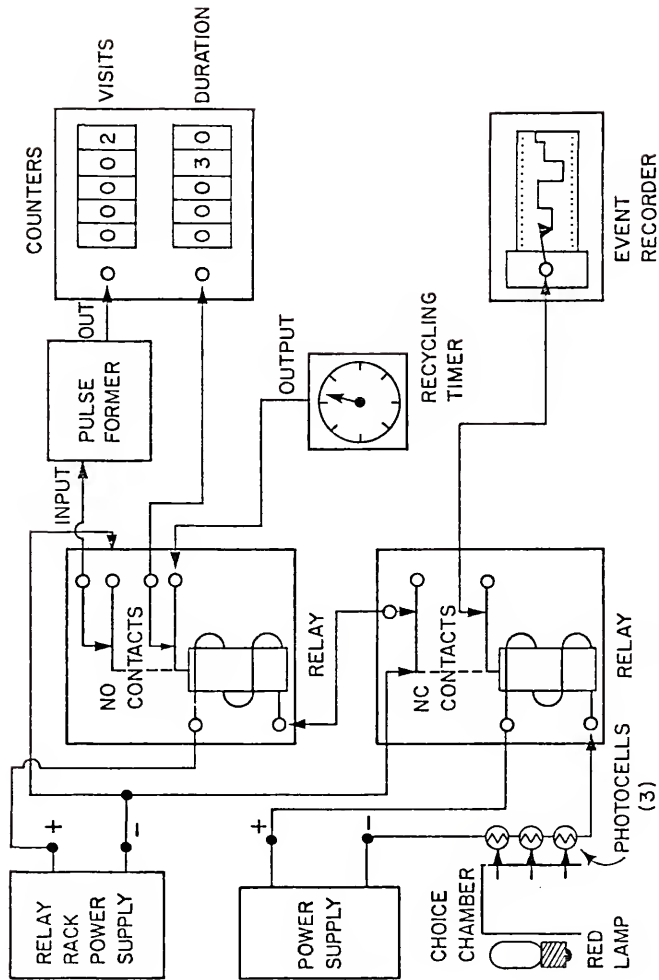 RELAY
RACK
POWER
SUPPLY
+
-
POWER
SUPPLY
+
-
CHOICE
CHAMBER
RED
LAMP
PHOTOCELLS
(3)
NO
CONTACTS
RELAY
NC
CONTACTS
RELAY
INPUT
PULSE
FORMER
OUT
OUTPUT
RECYCLING
TIMER
COUNTERS
0 0 0 0 2
VISITS
0 0 0 3 0
DURATION
EVENT
RECORDER